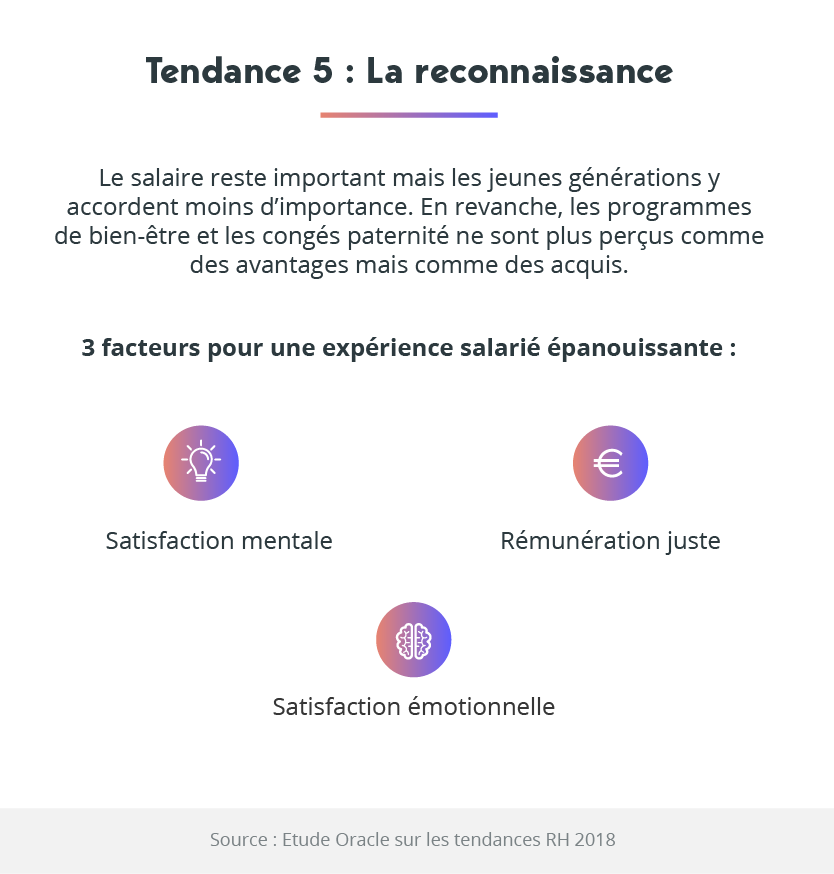 Tendance 5 : La reconnaissance
Le salaire reste important mais les jeunes générations y
accordent moins d’importance. En revanche, les programmes
de bien-être et les congés paternité ne sont plus perçus comme
des avantages mais comme des acquis.
3 facteurs pour une expérience salarié épanouissante :
€
Satisfaction mentale
Rémunération juste
Satisfaction émotionnelle
Source : Etude Oracle sur les tendances RH 2018